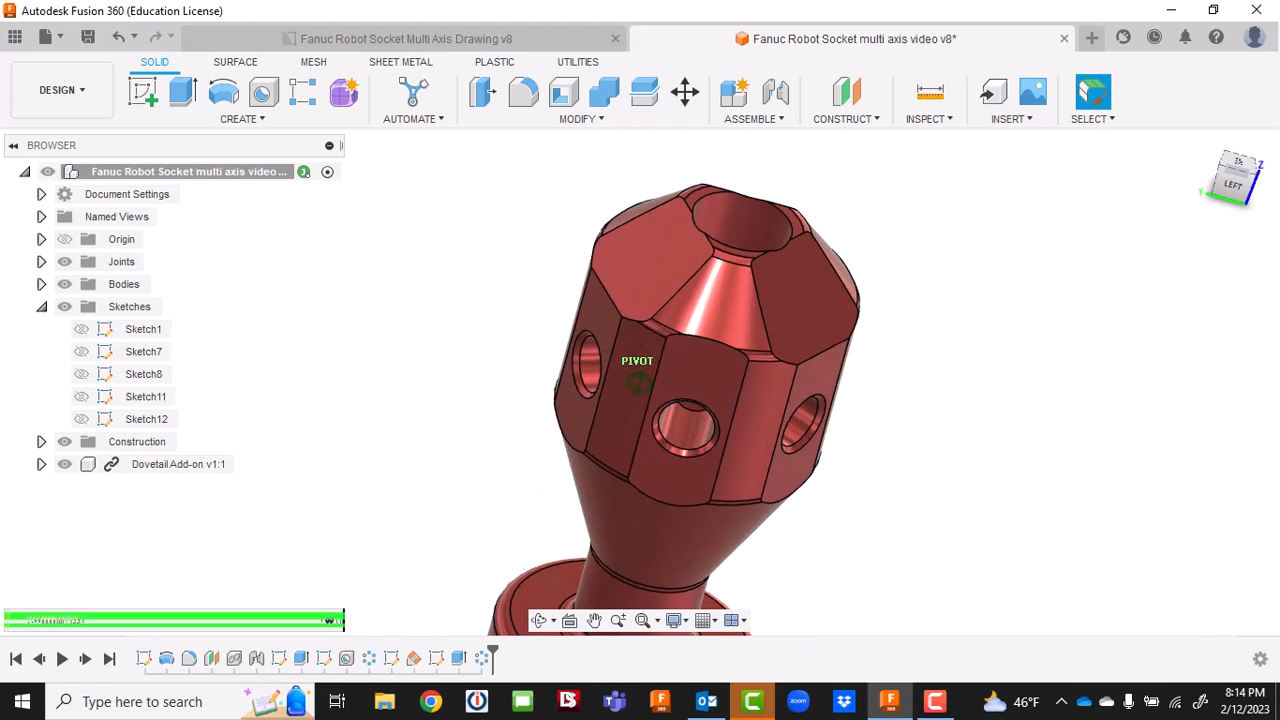 Autodesk Fusion 360 (Education License)
Fanuc Robot Socket Multi Axis Drawing v8
Fanuc Robot Socket multi axis video v8*
SOLID SURFACE MESH SHEET METAL PLASTIC UTILITIES
DESIGN
CREATE AUTOMATE MODIFY ASSEMBLE CONSTRUCT INSPECT INSERT SELECT
BROWSER
Fanuc Robot Socket multi axis video ...
Document Settings
Named Views
Origin
Joints
Bodies
Sketches
Sketch1
Sketch7
Sketch8
Sketch11
Sketch12
Construction
Dovetail Add-on v1:1
PIVOT
LEFT
Z
Y
Type here to search
46°F
8:14 PM
2/12/2023